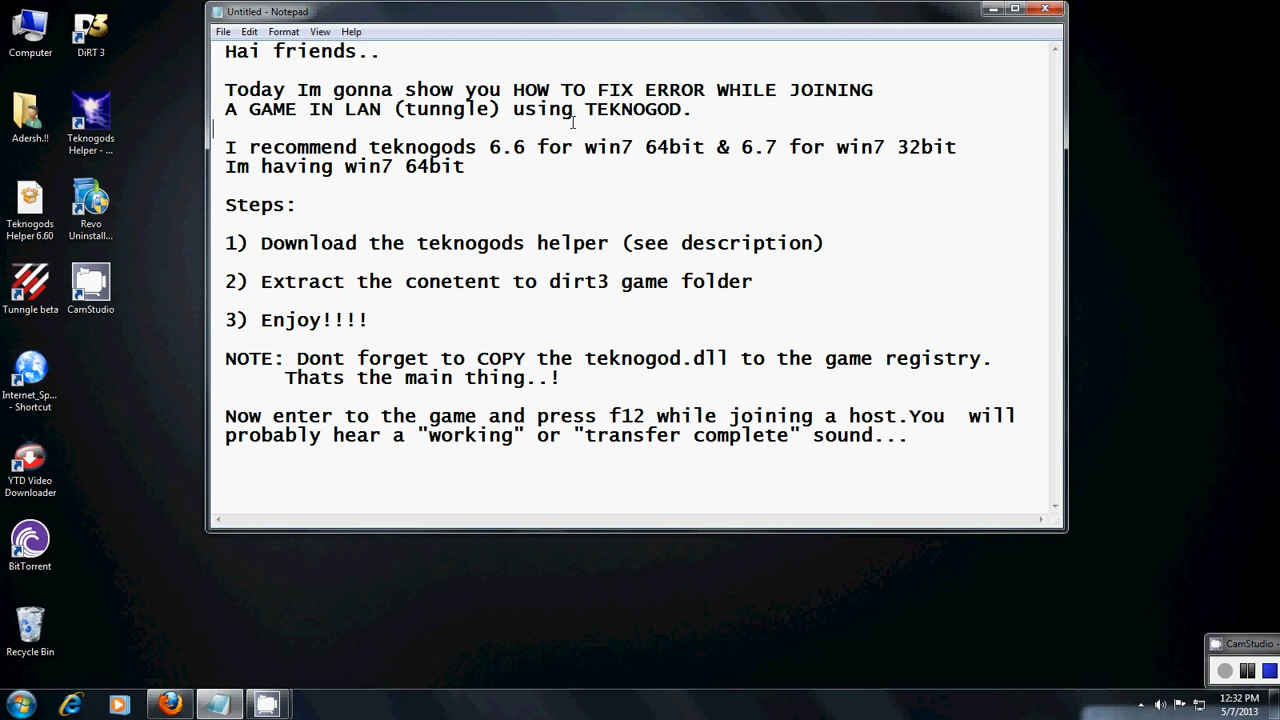 Untitled - Notepad
File Edit Format View Help
Hai friends..
Today Im gonna show you HOW TO FIX ERROR WHILE JOINING
A GAME IN LAN (tunngle) using TEKNOGOD.
I recommend teknogods 6.6 for win7 64bit & 6.7 for win7 32bit
Im having win7 64bit
Steps:
1) Download the teknogods helper (see description)
2) Extract the conetent to dirt3 game folder
3) Enjoy!!!!
NOTE: Dont forget to COPY the teknogod.dll to the game registry.
Thats the main thing..!
Now enter to the game and press f12 while joining a host.You  will
probably hear a "working" or "transfer complete" sound...
Computer
DiRT 3
Adersh.!!
Teknogods
Helper - ...
Teknogods
Helper 6.60
Revo
Uninstall...
Tunngle beta
CamStudio
Internet_Sp...
- Shortcut
YTD Video
Downloader
BitTorrent
Recycle Bin
CamStudio -
12:32 PM
5/7/2013